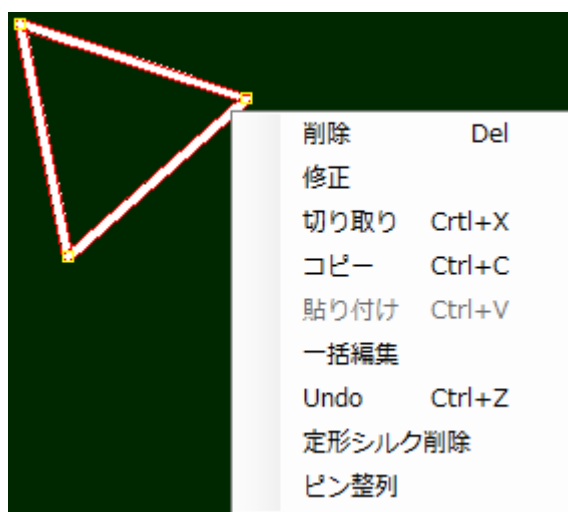 削除 Del
修正
切り取り Crtl+X
コピー Ctrl+C
貼り付け Ctrl+V
一括編集
Undo Ctrl+Z
定形シルク削除
ピン整列